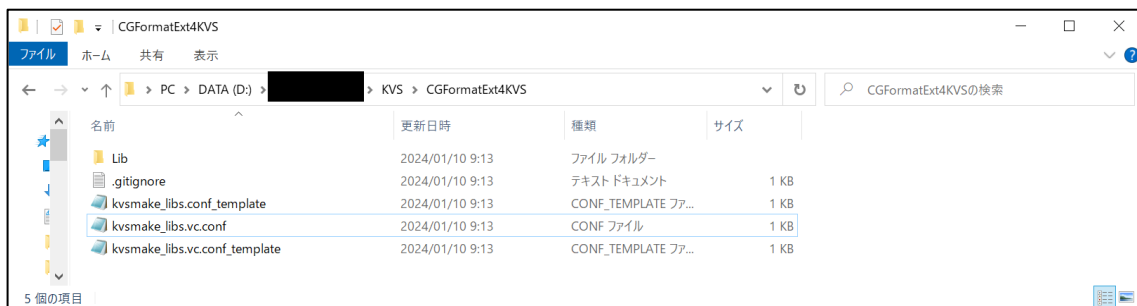 CGFormatExt4KVS
ファイル ホーム 共有 表示
PC > DATA (D:) > > KVS > CGFormatExt4KVS CGFormatExt4KVSの検索
名前 更新日時 種類 サイズ
Lib 2024/01/10 9:13 ファイル フォルダー
.gitignore 2024/01/10 9:13 テキスト ドキュメント 1 KB
kvsmake_libs.conf_template 2024/01/10 9:13 CONF_TEMPLATE ファ... 1 KB
kvsmake_libs.vc.conf 2024/01/10 9:13 CONF ファイル 1 KB
kvsmake_libs.vc.conf_template 2024/01/10 9:13 CONF_TEMPLATE ファ... 1 KB
5 個の項目